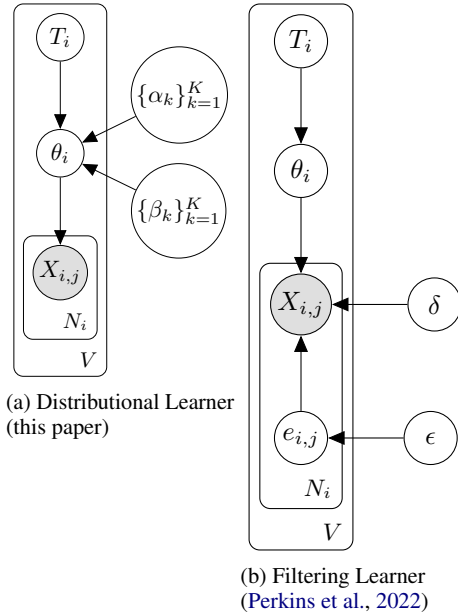 T_i
{α_k}_{k=1}^K
θ_i
{β_k}_{k=1}^K
X_{i,j}
N_i
V
(a) Distributional Learner
(this paper)
T_i
θ_i
X_{i,j}
δ
e_{i,j}
ϵ
N_i
V
(b) Filtering Learner
(Perkins et al., 2022)